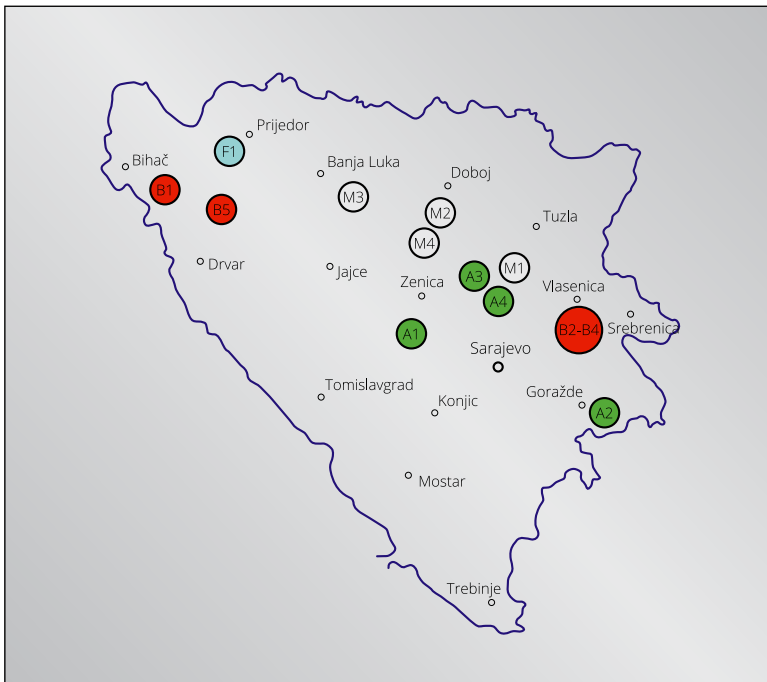 Prijedor
F1
Bihač
Banja Luka
Doboj
B1
B5
M3
M2
Tuzla
M4
Drvar
Jajce
A3
M1
Zenica
A4
Vlasenica
A1
B2-B4
Srebrenica
Sarajevo
Tomislavgrad
Konjic
Goražde
A2
Mostar
Trebinje